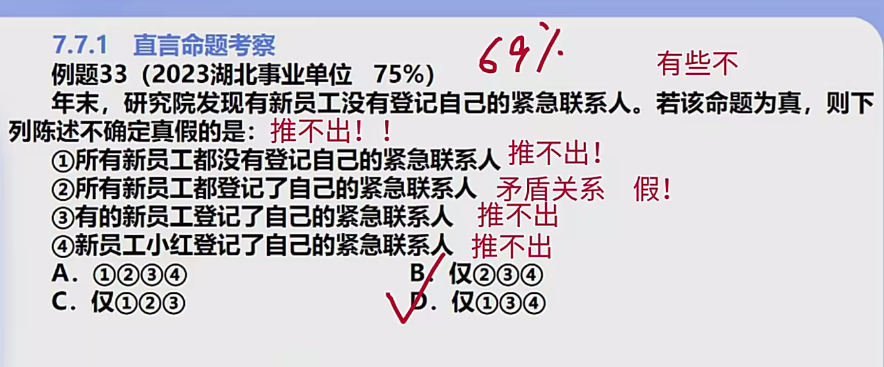 7.7.1 直言命题考察
例题33（2023湖北事业单位 75%） 69% 有些不
年末，研究院发现有新员工没有登记自己的紧急联系人。若该命题为真，则下
列陈述不确定真假的是：推不出！！
①所有新员工都没有登记自己的紧急联系人 推不出！
②所有新员工都登记了自己的紧急联系人 矛盾关系 假！
③有的新员工登记了自己的紧急联系人 推不出
④新员工小红登记了自己的紧急联系人 推不出
A. ①②③④ B. 仅②③④
C. 仅①②③ D. 仅①③④